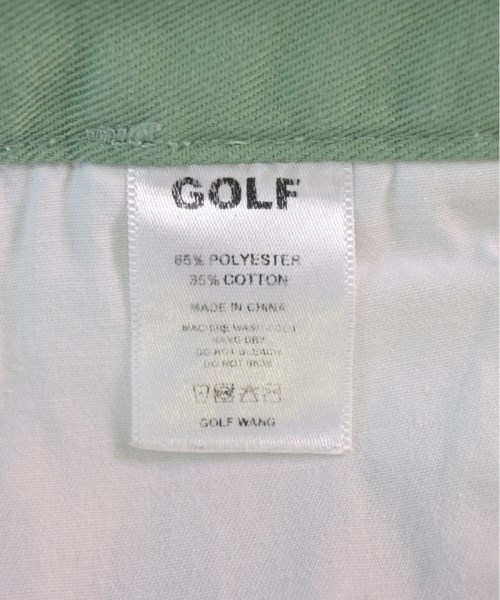 GOLF
65% POLYESTER
35% COTTON
MADE IN CHINA
MACHINE WASH COLD
HANG DRY
DO NOT BLEACH
DO NOT IRON
GOLF WANG